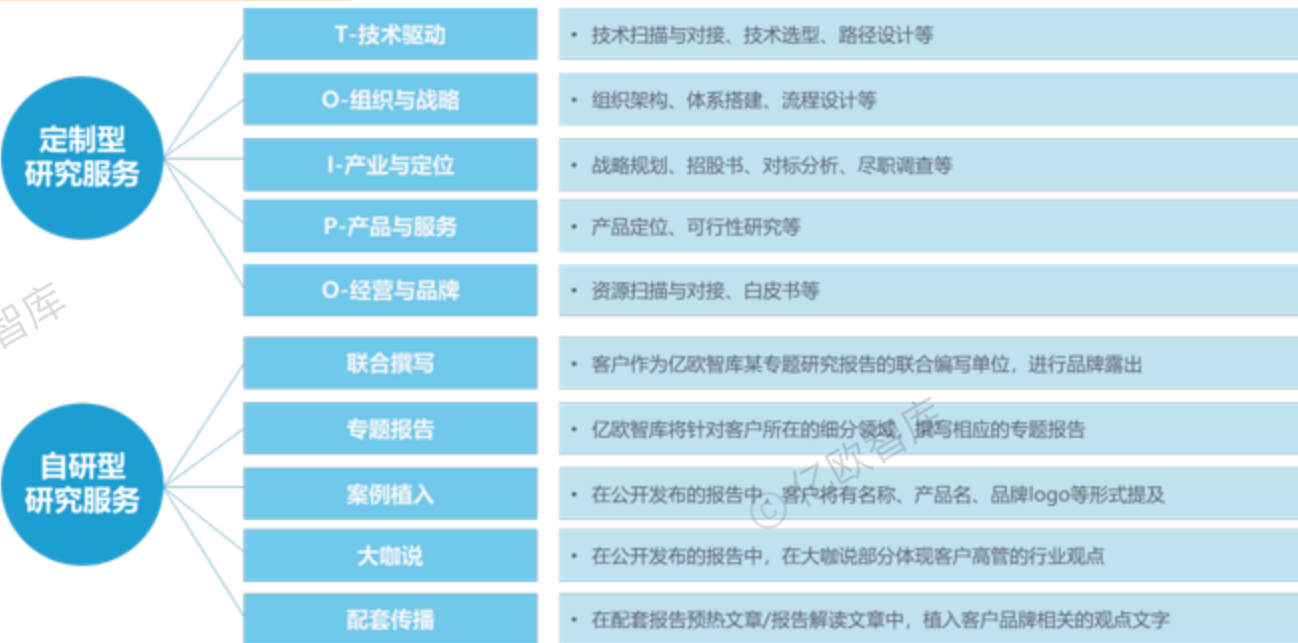 定制型
研究服务
T-技术驱动
• 技术扫描与对接、技术选型、路径设计等
O-组织与战略
• 组织架构、体系搭建、流程设计等
I-产业与定位
• 战略规划、招股书、对标分析、尽职调查等
P-产品与服务
• 产品定位、可行性研究等
O-经营与品牌
• 资源扫描与对接、白皮书等
智库
自研型
研究服务
联合撰写
• 客户作为亿欧智库某专题研究报告的联合编写单位，进行品牌露出
专题报告
• 亿欧智库将针对客户所在的细分领域，撰写相应的专题报告
案例植入
• 在公开发布的报告中，客户将有名称、产品名、品牌logo等形式提及
大咖说
• 在公开发布的报告中，在大咖说部分体现客户高管的行业观点
配套传播
• 在配套报告预热文章/报告解读文章中，植入客户品牌相关的观点文字
© 亿欧智库